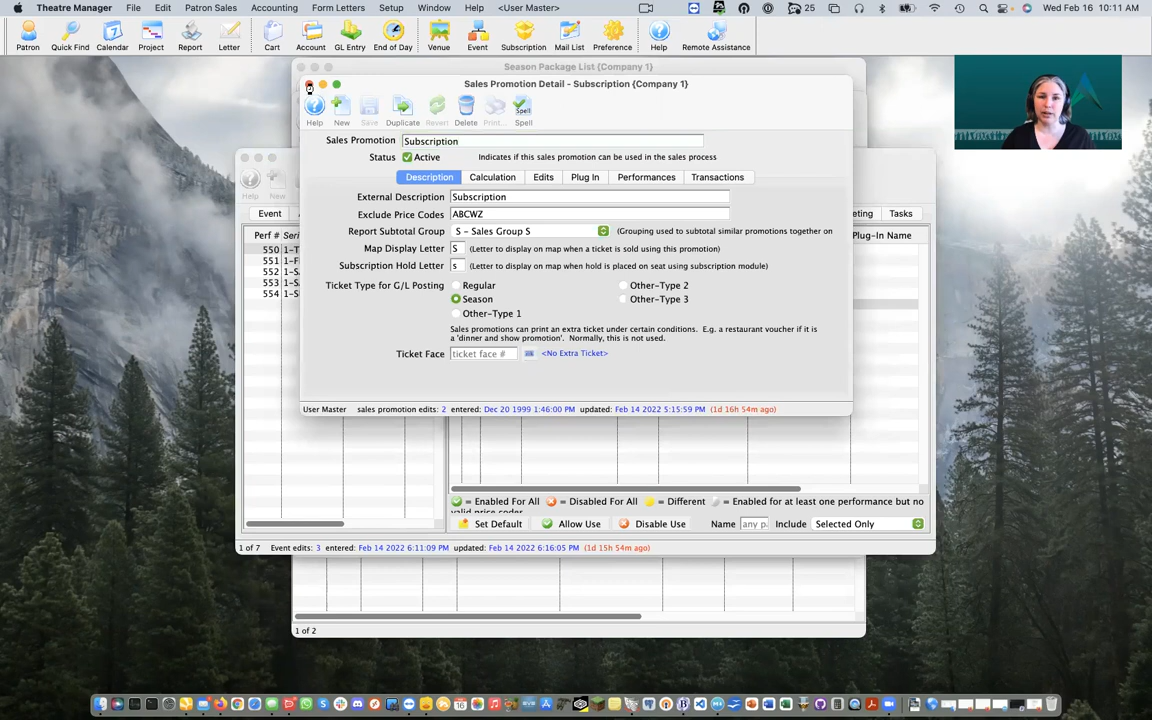 Theatre Manager File Edit Patron Sales Accounting Form Letters Setup Window Help <User Master> 25 Wed Feb 16 10:11 AM
Patron Quick Find Calendar Project Report Letter Cart Account GL Entry End of Day Venue Event Subscription Mail List Preference Help Remote Assistance
Season Package List {Company 1}
Sales Promotion Detail - Subscription {Company 1}
Help New Save Duplicate Revert Delete Print... Spell
Sales Promotion Subscription
Status Active Indicates if this sales promotion can be used in the sales process
Description Calculation Edits Plug In Performances Transactions
External Description Subscription
Exclude Price Codes ABCWZ
Report Subtotal Group S - Sales Group S (Grouping used to subtotal similar promotions together on
Map Display Letter S (Letter to display on map when a ticket is sold using this promotion)
Subscription Hold Letter s (Letter to display on map when hold is placed on seat using subscription module)
Ticket Type for G/L Posting Regular Other-Type 2
Season Other-Type 3
Other-Type 1
Sales promotions can print an extra ticket under certain conditions. E.g. a restaurant voucher if it is
a 'dinner and show promotion'. Normally, this is not used.
Ticket Face ticket face # <No Extra Ticket>
User Master sales promotion edits: 2 entered: Dec 20 1999 1:46:00 PM updated: Feb 14 2022 5:15:59 PM (1d 16h 54m ago)
Help New
Event
eting Tasks
Perf # Seri
Plug-In Name
550 1-T
551 1-F
552 1-S
553 1-S
554 1-S
= Enabled For All = Disabled For All = Different = Enabled for at least one performance but no
valid price codes
Set Default Allow Use Disable Use Name any p Include Selected Only
1 of 7 Event edits: 3 entered: Feb 14 2022 6:11:09 PM updated: Feb 14 2022 6:16:05 PM (1d 15h 54m ago)
1 of 2